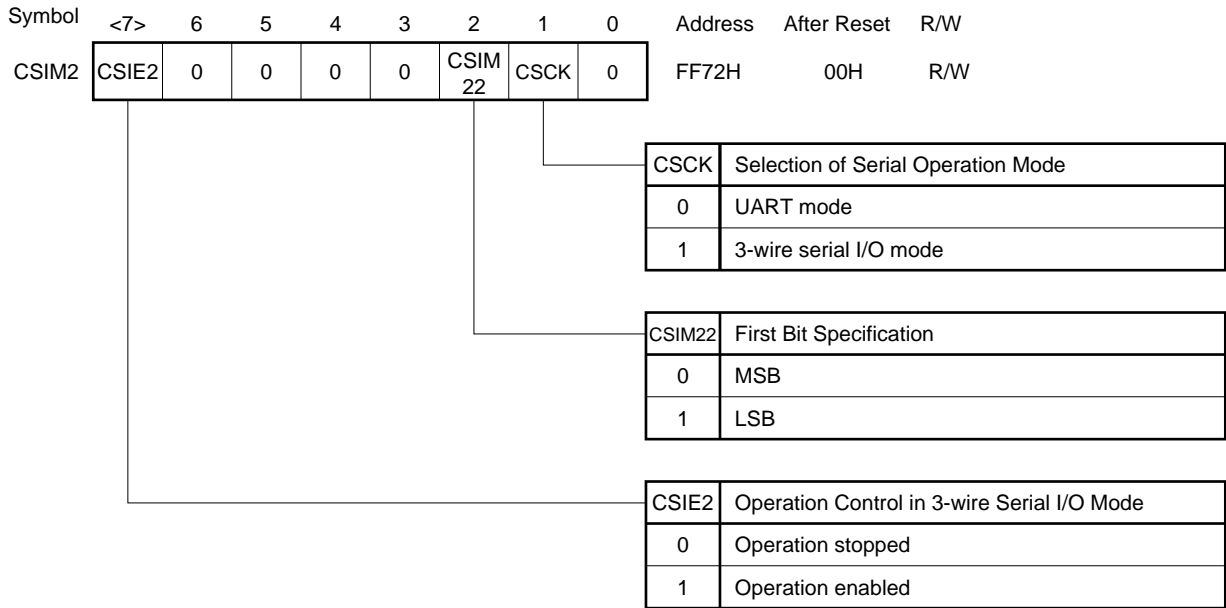 Symbol <7> 6 5 4 3 2 1 0 Address After Reset R/W
CSIM2 CSIE2 0 0 0 0 CSIM 22 CSCK 0 FF72H 00H R/W
CSCK Selection of Serial Operation Mode
0 UART mode
1 3-wire serial I/O mode
CSIM22 First Bit Specification
0 MSB
1 LSB
CSIE2 Operation Control in 3-wire Serial I/O Mode
0 Operation stopped
1 Operation enabled